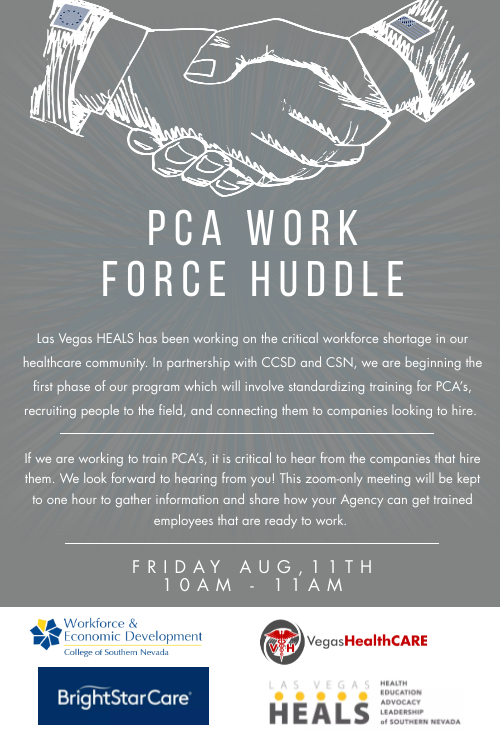 PCA WORK
FORCE HUDDLE
Las Vegas HEALS has been working on the critical workforce shortage in our
healthcare community. In partnership with CCSD and CSN, we are beginning the
first phase of our program which will involve standardizing training for PCA's,
recruiting people to the field, and connecting them to companies looking to hire.
If we are working to train PCA's, it is critical to hear from the companies that hire
them. We look forward to hearing from you! This zoom-only meeting will be kept
to one hour to gather information and share how your Agency can get trained
employees that are ready to work.
FRIDAY AUG,11TH
10AM - 11AM
Workforce &
Economic Development
College of Southern Nevada
VH VegasHealthCARE
BrightStarCare®
LAS VEGAS
HEALS
HEALTH
EDUCATION
ADVOCACY
LEADERSHIP
of SOUTHERN NEVADA